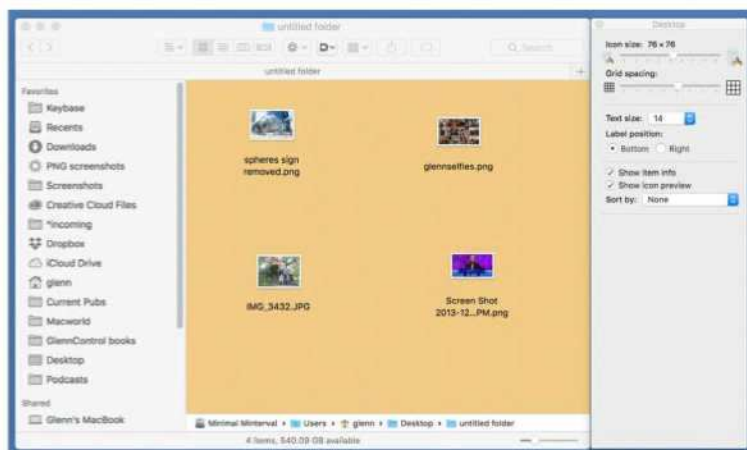 untitled folder
Search
untitled folder
Favorites
Keybase
Recents
Downloads
PNG screenshots
Screenshots
Creative Cloud Files
*incoming
Dropbox
iCloud Drive
glenn
Current Pubs
Macworld
GlennControl books
Desktop
Podcasts
Shared
Glenn's MacBook
spheres sign
removed.png
glennselfies.png
IMG_3432.JPG
Screen Shot
2013-12...PM.png
Minimal Minterval › Users › glenn › Desktop › untitled folder
4 items, 540.09 GB available
Desktop
Icon size: 76 × 76
Grid spacing:
Text size: 14
Label position:
Bottom Right
Show item info
Show icon preview
Sort by: None